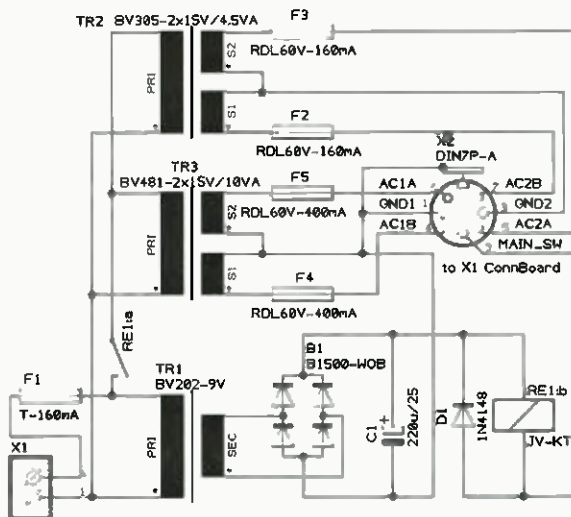 TR2 BV305-2x15V/4.5VA
F3
S2
RDL60V-160mA
PRI
S1
F2
RDL60V-160mA
X2
DIN7P-A
TR3
BV481-2x15V/10VA
F5
AC1A
AC2B
S2
RDL60V-400mA
GND1
1
GND2
AC1B
AC2A
PRI
MAIN_SW
S1
F4
to X1 ConnBoard
RDL60V-400mA
RE1:a
F1
TR1
BV202-9V
B1
B1500-WOB
T-160mA
RE1:b
X1
PRI
SEC
C1
+
220u/25
D1
1N4148
JV-KT
1